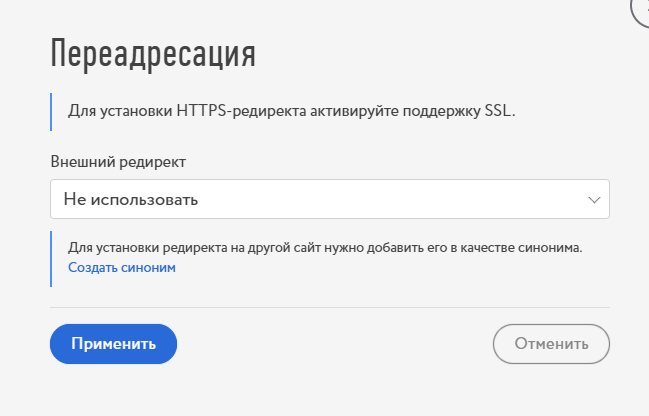 Переадресация
Для установки HTTPS-редиректа активируйте поддержку SSL.
Внешний редирект
Не использовать
Для установки редиректа на другой сайт нужно добавить его в качестве синонима.
Создать синоним
Применить
Отменить